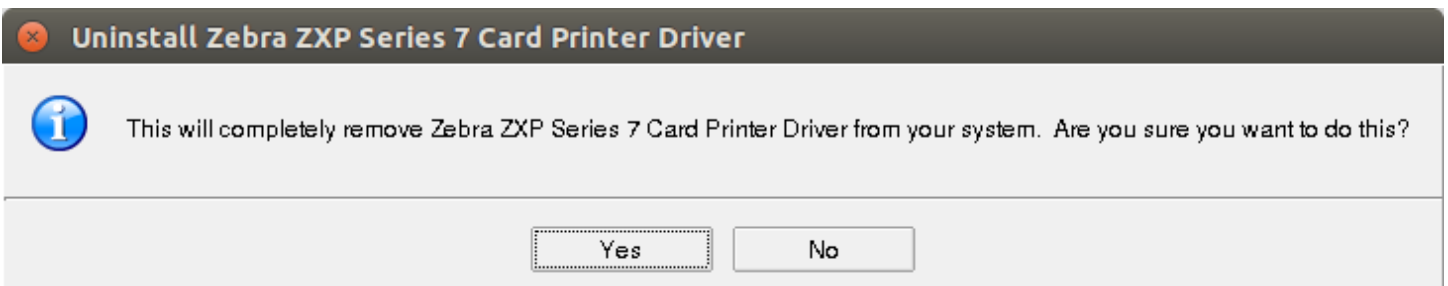 Uninstall Zebra ZXP Series 7 Card Printer Driver
This will completely remove Zebra ZXP Series 7 Card Printer Driver from your system.  Are you sure you want to do this?
Yes No